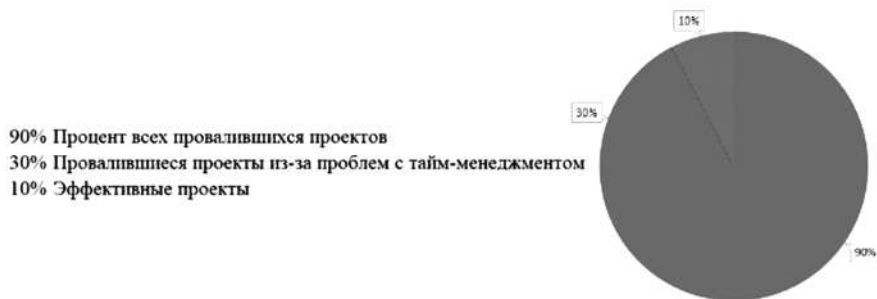 10%
30%
90% Процент всех провалившихся проектов
30% Провалившиеся проекты из-за проблем с тайм-менеджментом
10% Эффективные проекты
90%